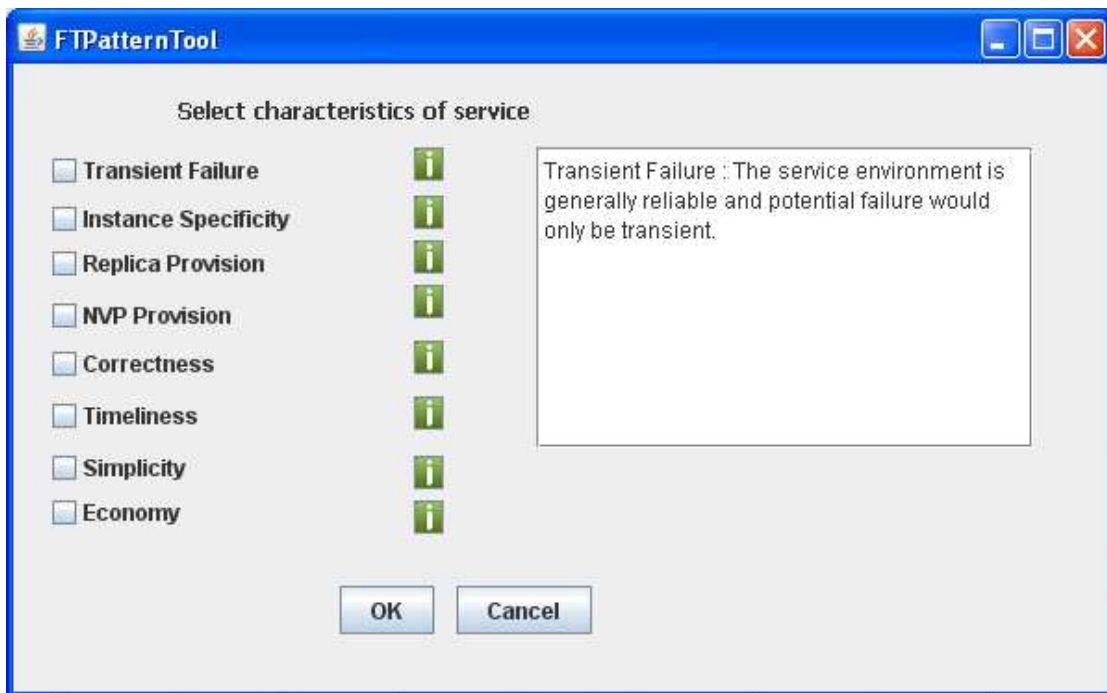 FTPatternTool
Select characteristics of service
Transient Failure
Instance Specificity
Replica Provision
NVP Provision
Correctness
Timeliness
Simplicity
Economy
Transient Failure : The service environment is
generally reliable and potential failure would
only be transient.
OK
Cancel